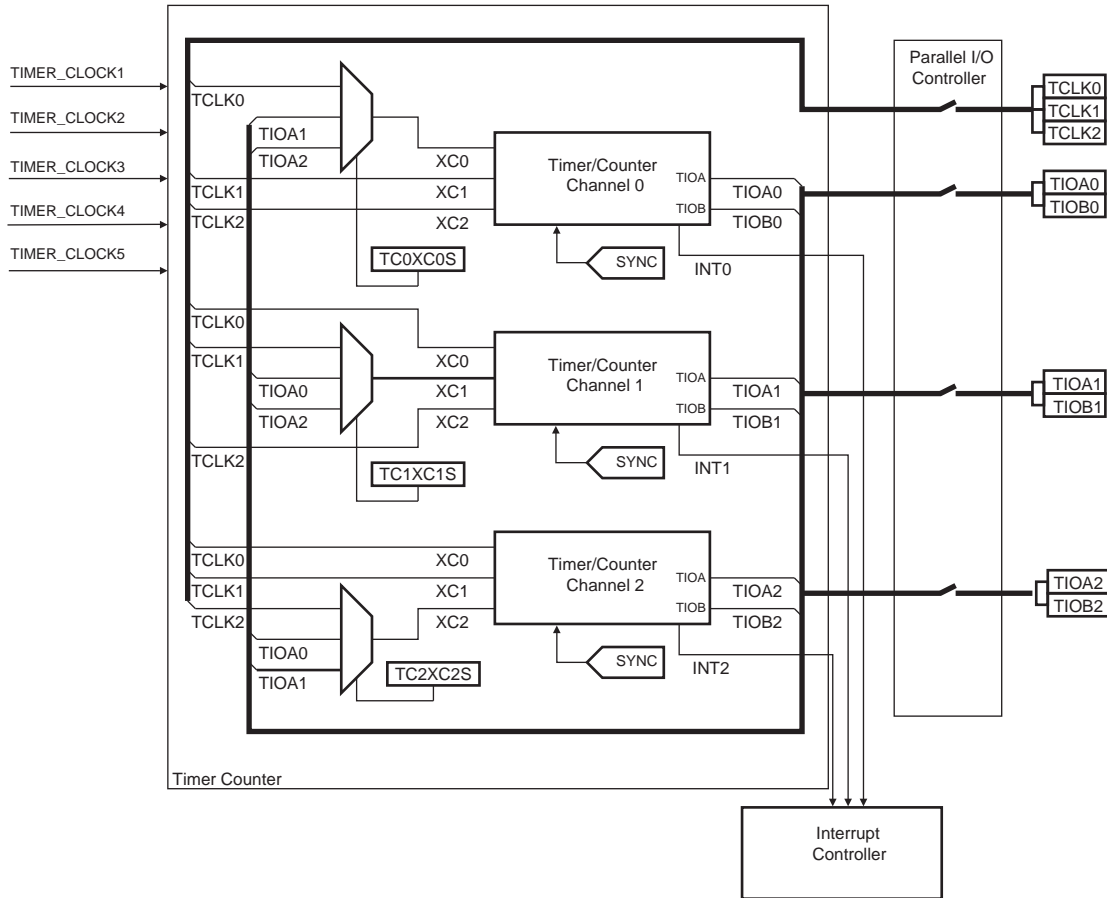 TIMER_CLOCK1
TIMER_CLOCK2
TIMER_CLOCK3
TIMER_CLOCK4
TIMER_CLOCK5
TCLK0
TIOA1
TIOA2
TCLK1
TCLK2
XC0
XC1
XC2
TC0XC0S
Timer/Counter
Channel 0
TIOA
TIOB
TIOA0
TIOB0
SYNC
INT0
TCLK0
TCLK1
TIOA0
TIOA2
TCLK2
XC0
XC1
XC2
TC1XC1S
Timer/Counter
Channel 1
TIOA
TIOB
TIOA1
TIOB1
SYNC
INT1
TCLK0
TCLK1
TCLK2
TIOA0
TIOA1
XC0
XC1
XC2
TC2XC2S
Timer/Counter
Channel 2
TIOA
TIOB
TIOA2
TIOB2
SYNC
INT2
Timer Counter
Parallel I/O
Controller
TCLK0
TCLK1
TCLK2
TIOA0
TIOB0
TIOA1
TIOB1
TIOA2
TIOB2
Interrupt
Controller